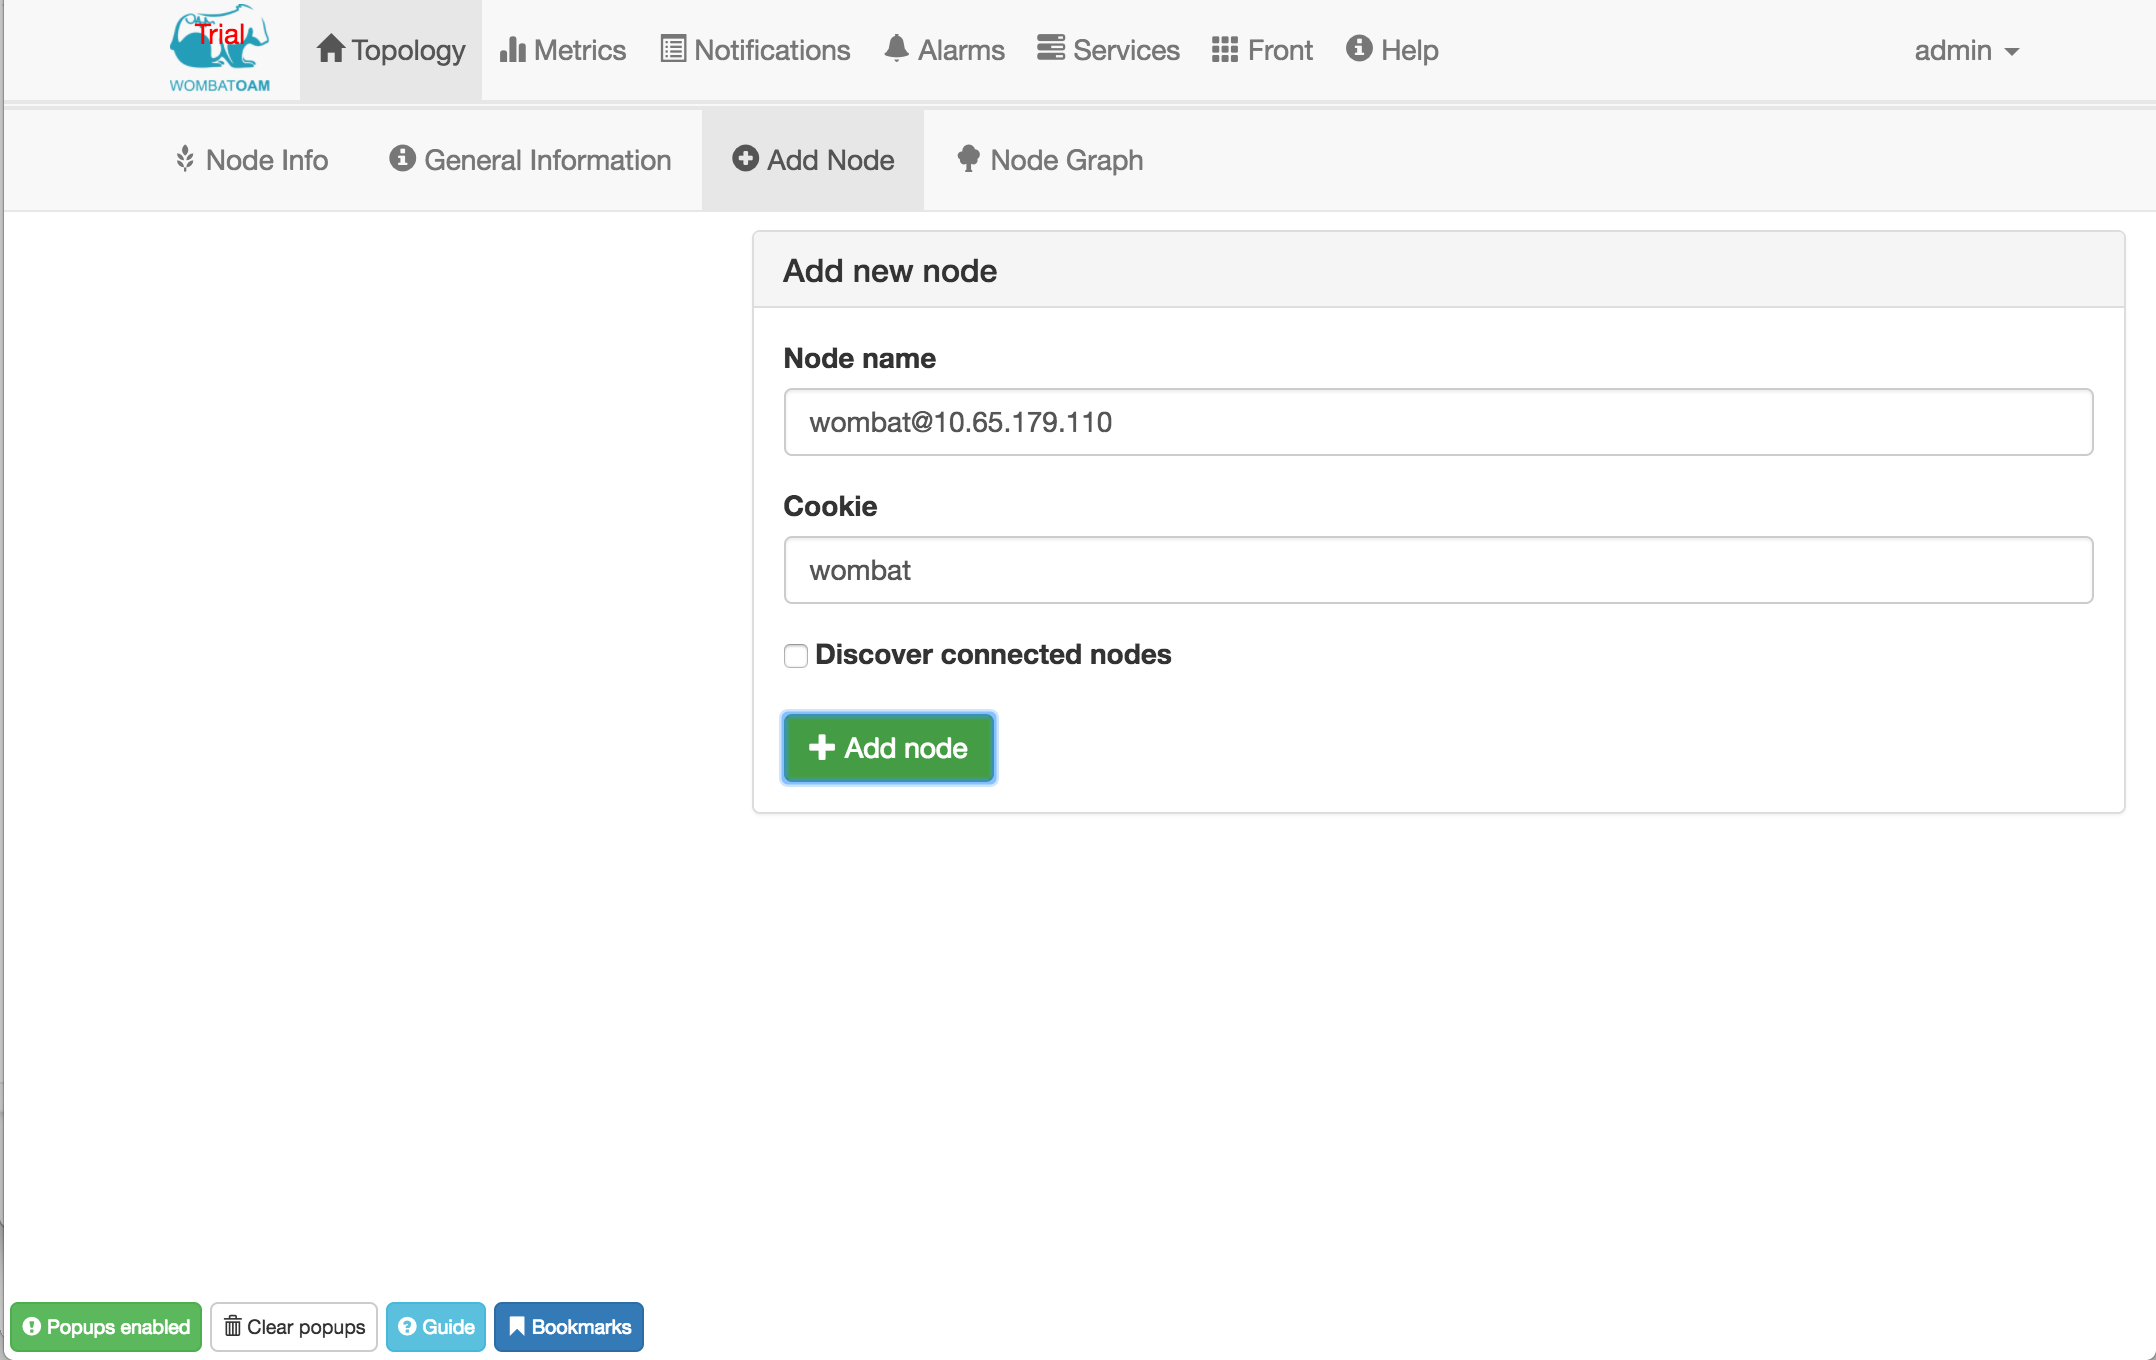 Trial
WOMBATOAM
Topology Metrics Notifications Alarms Services Front Help admin
Node Info General Information Add Node Node Graph
Add new node
Node name
wombat@10.65.179.110
Cookie
wombat
Discover connected nodes
Add node
Popups enabled Clear popups Guide Bookmarks